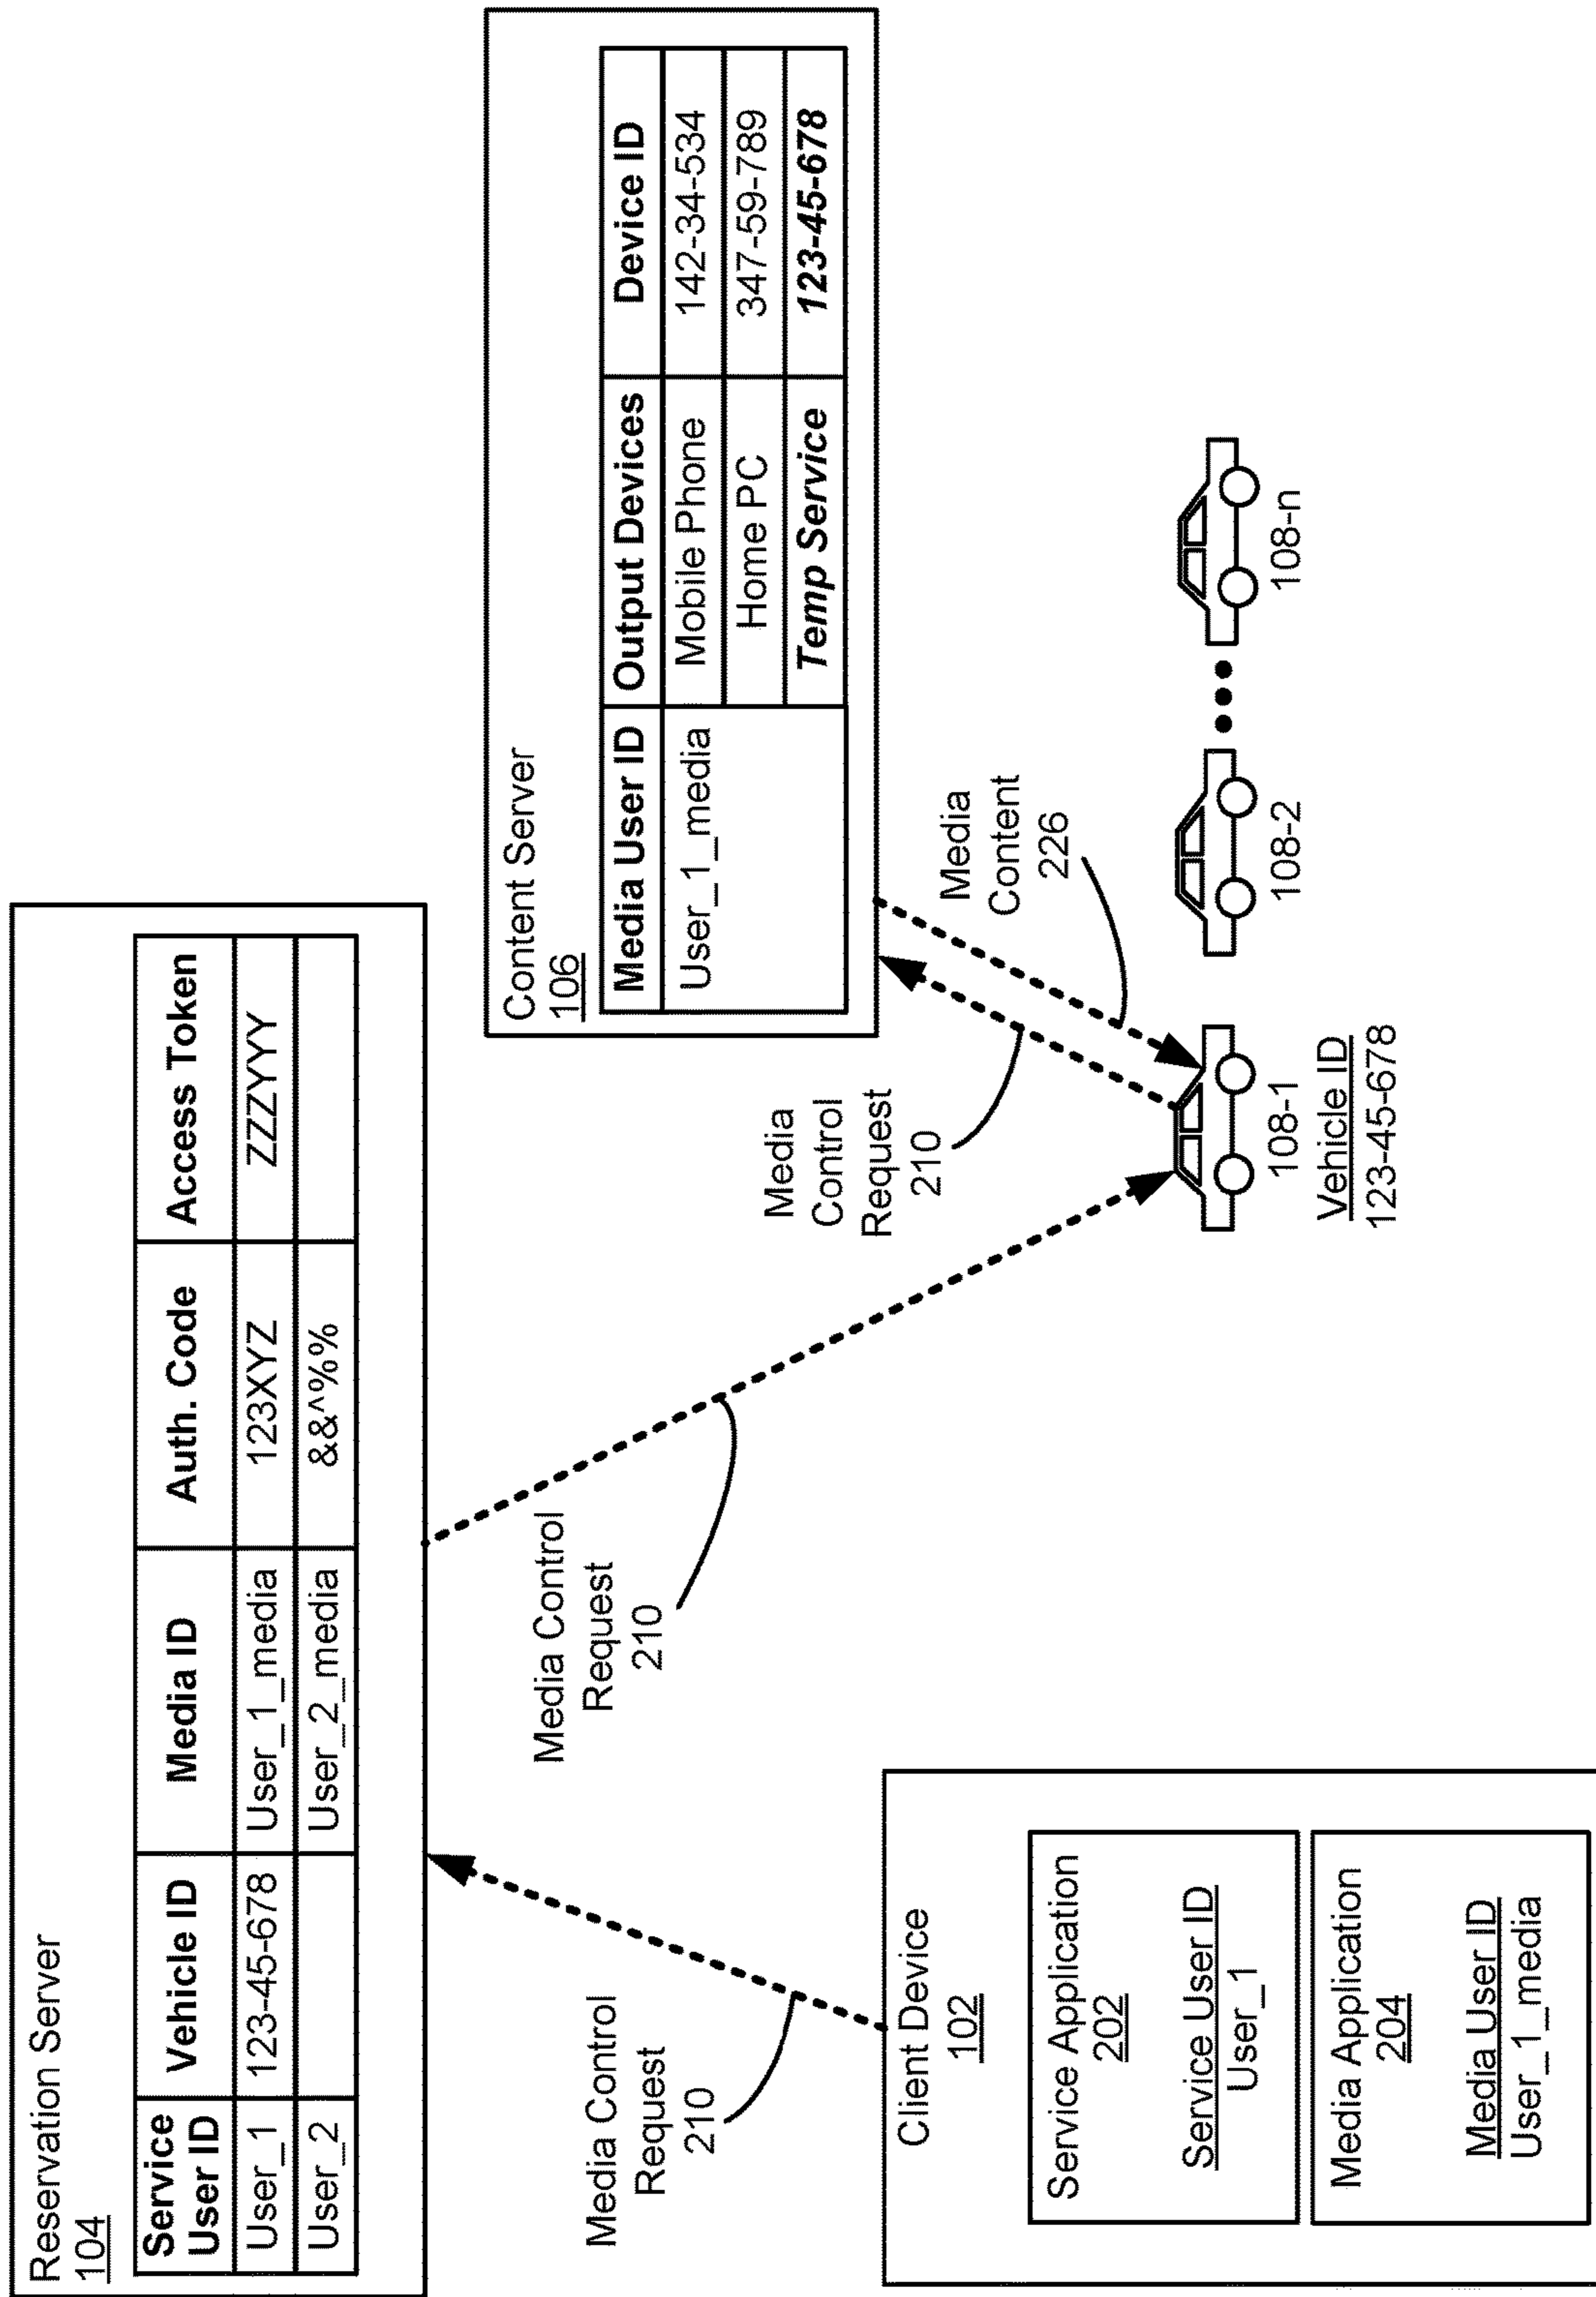 Reservation Server
104
Service User ID Vehicle ID Media ID Auth. Code Access Token
User_1 123-45-678 User_1_media 123XYZ ZZZYYY
User_2 User_2_media &&^%%
Content Server
106
Media User ID Output Devices Device ID
User_1_media Mobile Phone 142-34-534
Home PC 347-59-789
Temp Service 123-45-678
Media Control
Request
210
Media Control
Request
210
Media
Control
Request
210
Media
Content
226
Client Device
102
Service Application
202
Service User ID
User_1
Media Application
204
Media User ID
User_1_media
108-1
Vehicle ID
123-45-678
108-2
108-n